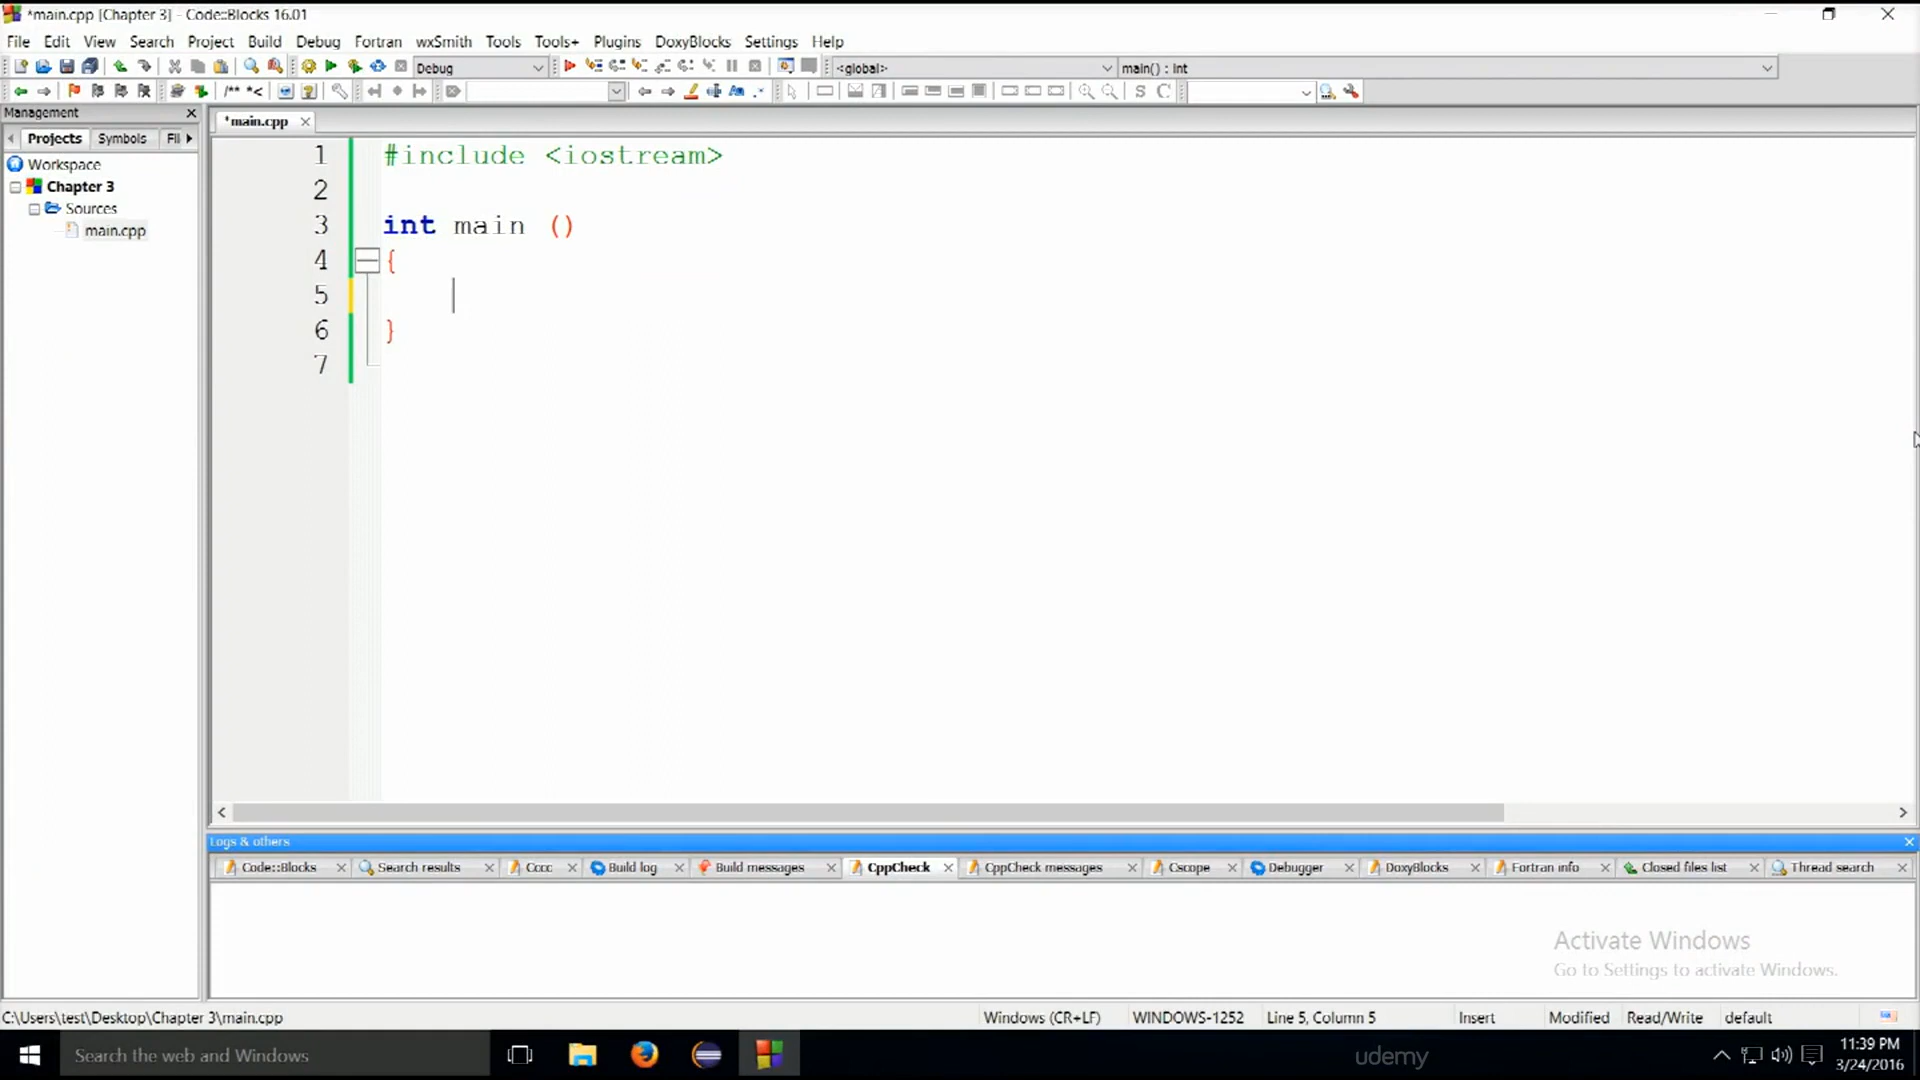 *main.cpp [Chapter 3] - Code::Blocks 16.01
File Edit View Search Project Build Debug Fortran wxSmith Tools Tools+ Plugins DoxyBlocks Settings Help
Debug <global> main() : int
/** *< S C
Management
Projects Symbols Fil
*main.cpp
Workspace
Chapter 3
Sources
main.cpp
1 #include <iostream>
2
3 int main ()
4 {
5
6 }
7
Logs & others
Code::Blocks Search results Cccc Build log Build messages CppCheck CppCheck messages Cscope Debugger DoxyBlocks Fortran info Closed files list Thread search
Activate Windows
Go to Settings to activate Windows.
C:\Users\test\Desktop\Chapter 3\main.cpp Windows (CR+LF) WINDOWS-1252 Line 5, Column 5 Insert Modified Read/Write default
Search the web and Windows
udemy
11:39 PM
3/24/2016